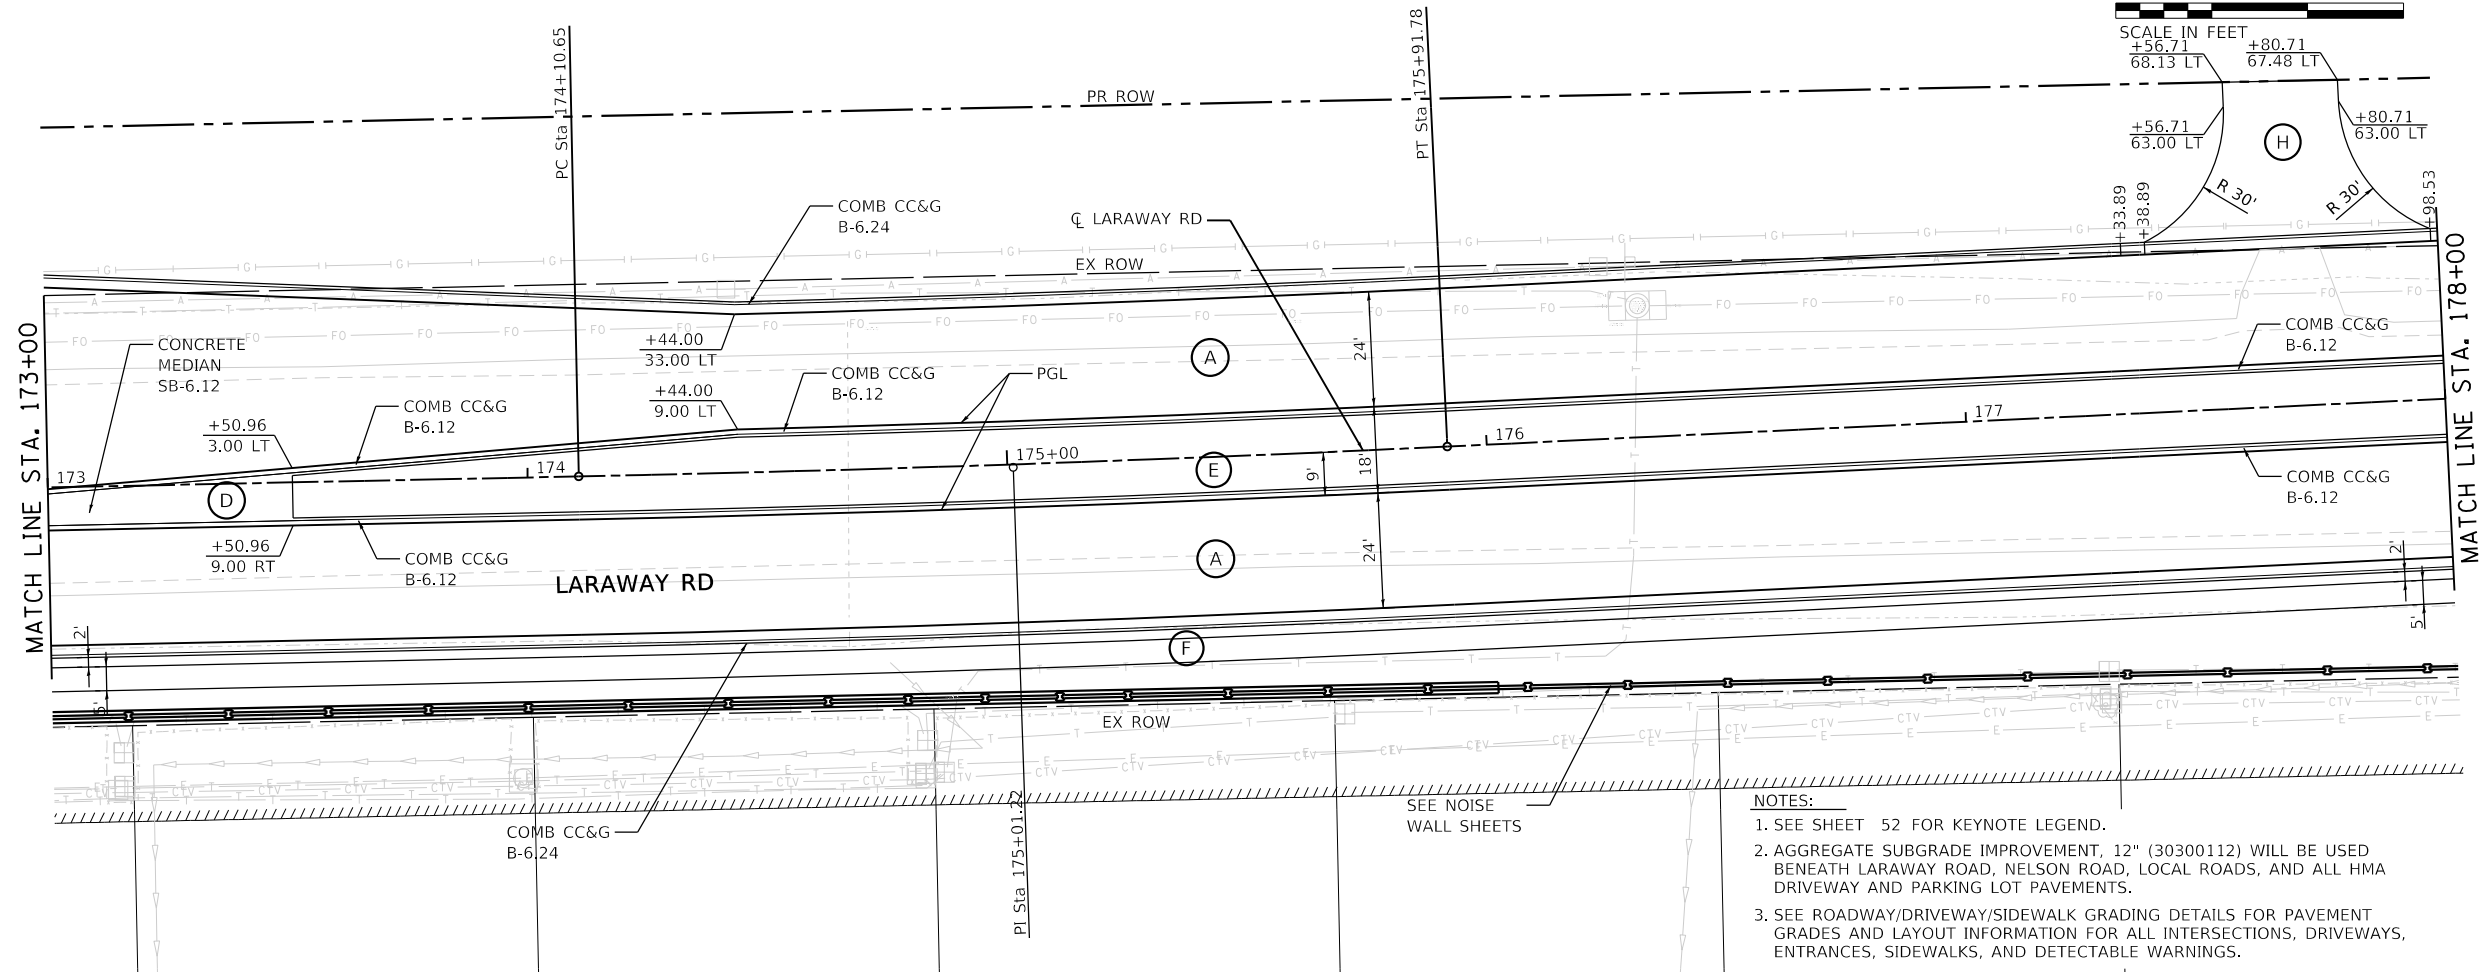 SCALE IN FEET
+56.71
68.13 LT
+80.71
67.48 LT
PR ROW
+56.71
63.00 LT
+80.71
63.00 LT
H
R 30'
R 30'
+33.89
+38.89
+98.53
PC Sta 174+10.65
PT Sta 175+91.78
COMB CC&G
B-6.24
℄ LARAWAY RD
EX ROW
MATCH LINE STA. 173+00
MATCH LINE STA. 178+00
CONCRETE
MEDIAN
SB-6.12
+44.00
33.00 LT
A
24'
COMB CC&G
B-6.12
+44.00
9.00 LT
COMB CC&G
B-6.12
PGL
COMB CC&G
B-6.12
+50.96
3.00 LT
173
174
175+00
176
177
D
E
9'
18'
COMB CC&G
B-6.12
+50.96
9.00 RT
COMB CC&G
B-6.12
LARAWAY RD
A
24'
2'
5'
2'
5'
F
EX ROW
COMB CC&G
B-6.24
PI Sta 175+01.22
SEE NOISE
WALL SHEETS
NOTES:
1. SEE SHEET 52 FOR KEYNOTE LEGEND.
2. AGGREGATE SUBGRADE IMPROVEMENT, 12" (30300112) WILL BE USED
BENEATH LARAWAY ROAD, NELSON ROAD, LOCAL ROADS, AND ALL HMA
DRIVEWAY AND PARKING LOT PAVEMENTS.
3. SEE ROADWAY/DRIVEWAY/SIDEWALK GRADING DETAILS FOR PAVEMENT
GRADES AND LAYOUT INFORMATION FOR ALL INTERSECTIONS, DRIVEWAYS,
ENTRANCES, SIDEWALKS, AND DETECTABLE WARNINGS.